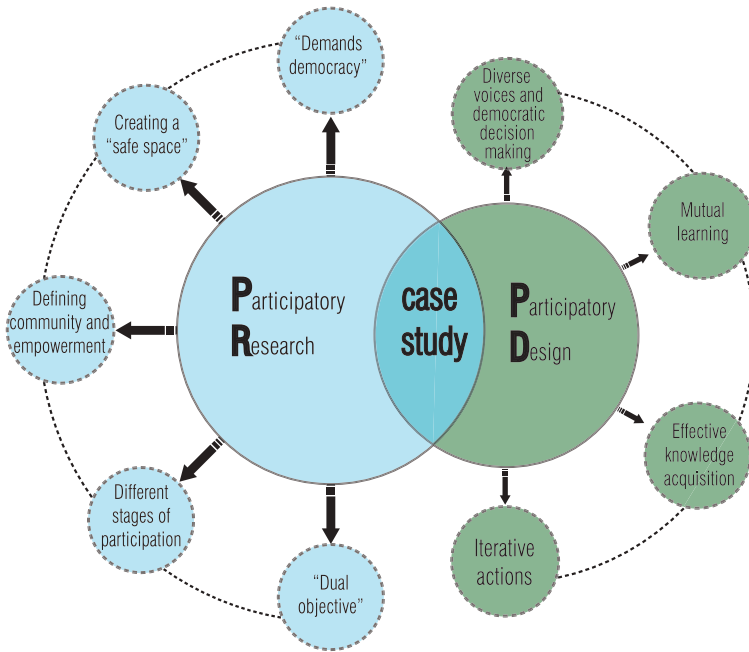 “Demands
democracy”
Creating a
“safe space”
Defining
community and
empowerment
Different
stages of
participation
“Dual
objective”
Participatory
Research
case
study
Participatory
Design
Diverse
voices and
democratic
decision
making
Mutual
learning
Effective
knowledge
acquisition
Iterative
actions